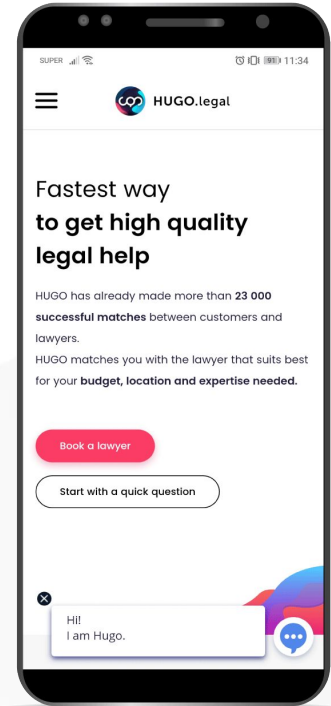 SUPER
91 11:34
HUGO.legal
Fastest way
to get high quality
legal help
HUGO has already made more than 23 000
successful matches between customers and
lawyers.
HUGO matches you with the lawyer that suits best
for your budget, location and expertise needed.
Book a lawyer
Start with a quick question
Hi!
I am Hugo.